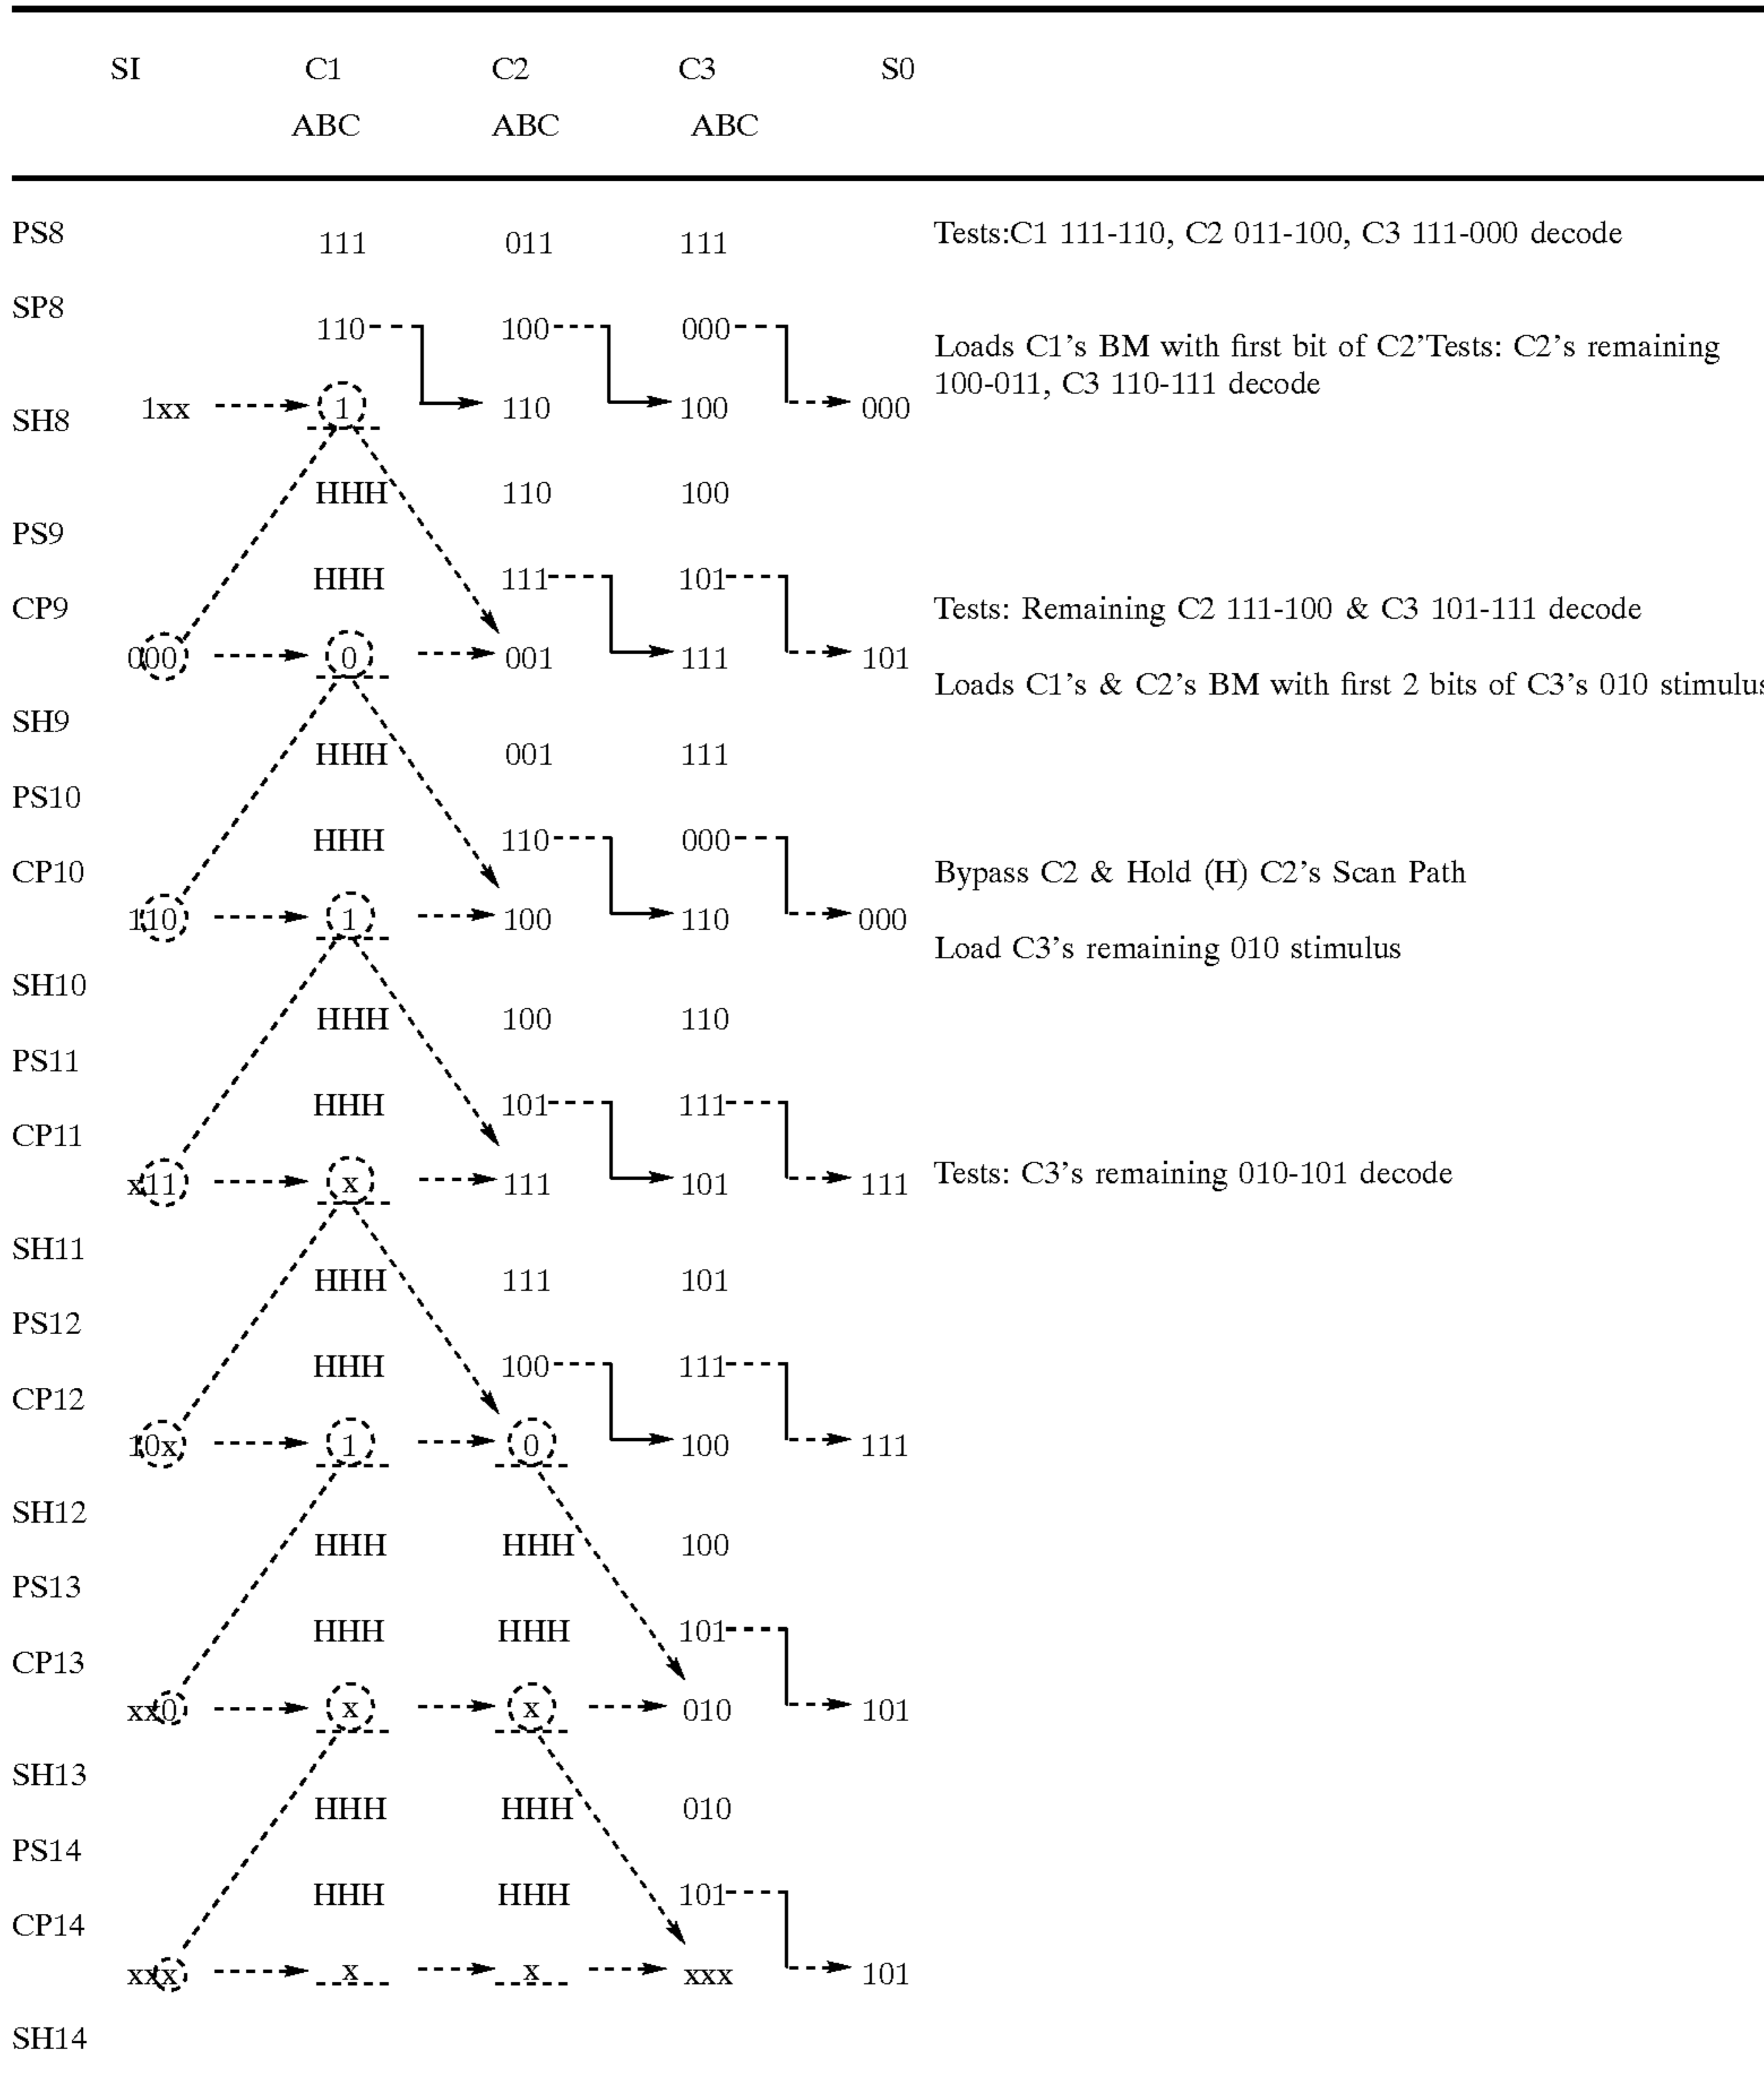 SI C1 C2 C3 S0
ABC ABC ABC
PS8 111 011 111 Tests:C1 111-110, C2 011-100, C3 111-000 decode
SP8
110 100 000
Loads C1's BM with first bit of C2'Tests: C2's remaining
100-011, C3 110-111 decode
1xx 1 110 100 000
SH8
HHH 110 100
PS9
HHH 111 101
CP9 Tests: Remaining C2 111-100 & C3 101-111 decode
000 0 001 111 101
Loads C1's & C2's BM with first 2 bits of C3's 010 stimulus
SH9
HHH 001 111
PS10
HHH 110 000
CP10 Bypass C2 & Hold (H) C2's Scan Path
110 1 100 110 000
Load C3's remaining 010 stimulus
SH10
HHH 100 110
PS11
HHH 101 111
CP11
x11 x 111 101 111 Tests: C3's remaining 010-101 decode
SH11
HHH 111 101
PS12
HHH 100 111
CP12
10x 1 0 100 111
SH12
HHH HHH 100
PS13
HHH HHH 101
CP13
xx0 x x 010 101
SH13
HHH HHH 010
PS14
HHH HHH 101
CP14
xxx x x xxx 101
SH14